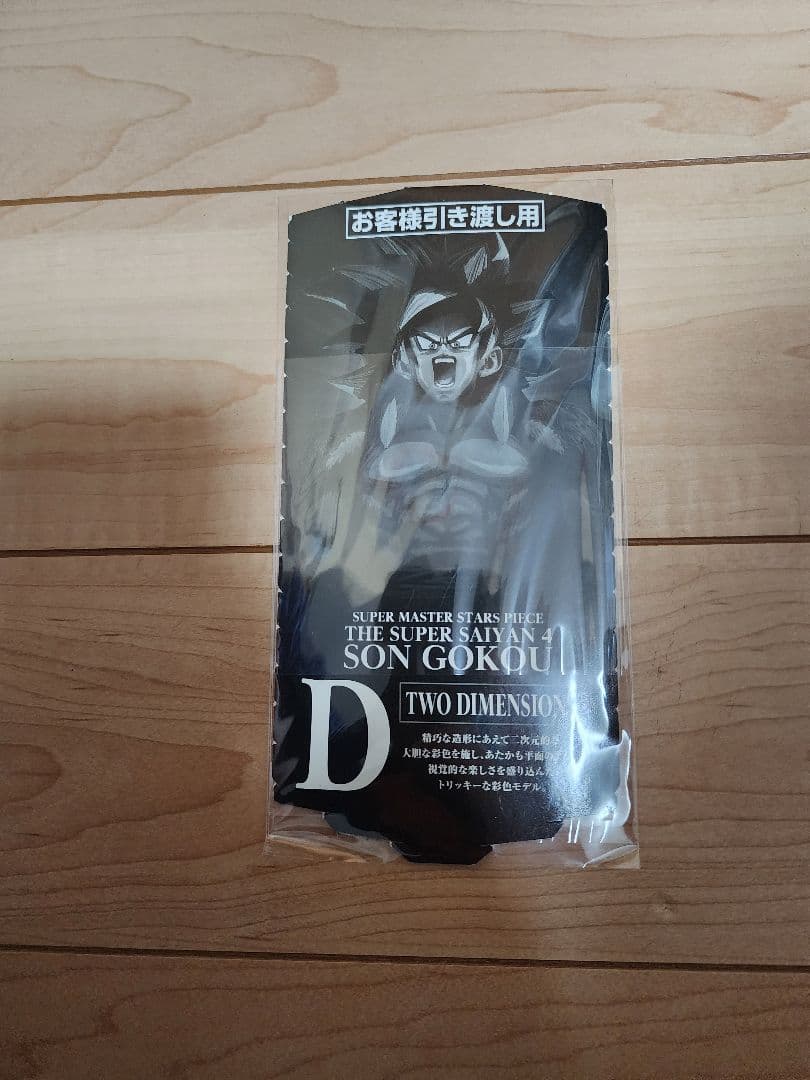 お客様引き渡し用
SUPER MASTER STARS PIECE
THE SUPER SAIYAN 4
SON GOKOU
D
TWO DIMENSION
精巧な造形にあえて二次元的な
大胆な彩色を施し、あたかも平面の
視覚的な楽しさを盛り込んだ
トリッキーな彩色モデル。